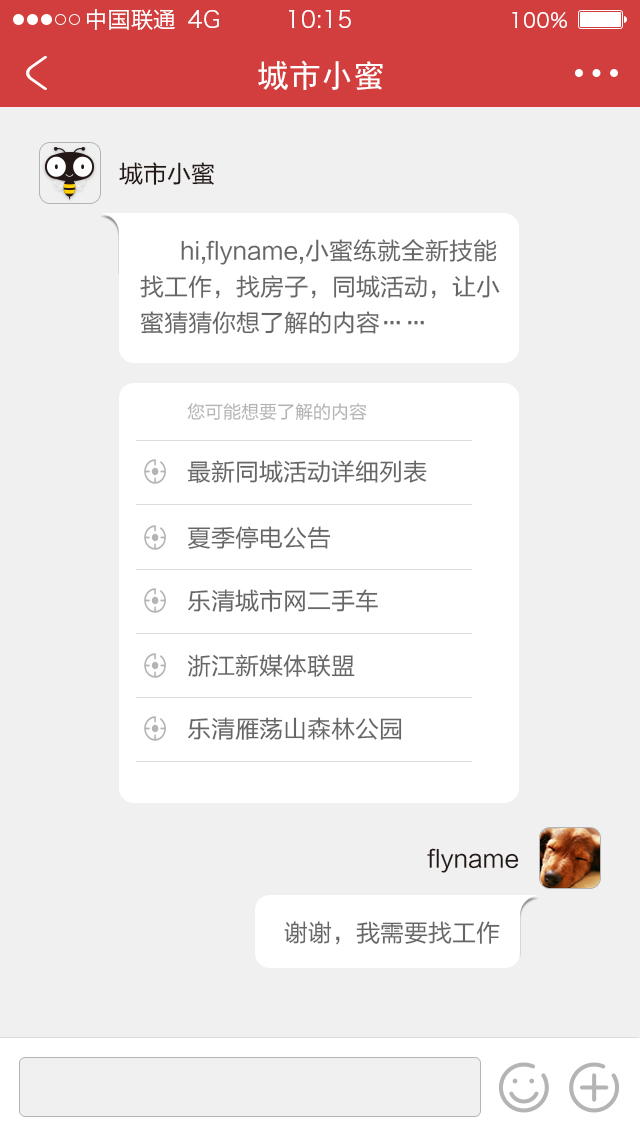 中国联通 4G 10:15 100%
城市小蜜
城市小蜜
hi,flyname,小蜜练就全新技能
找工作，找房子，同城活动，让小
蜜猜猜你想了解的内容……
您可能想要了解的内容
最新同城活动详细列表
夏季停电公告
乐清城市网二手车
浙江新媒体联盟
乐清雁荡山森林公园
flyname
谢谢，我需要找工作